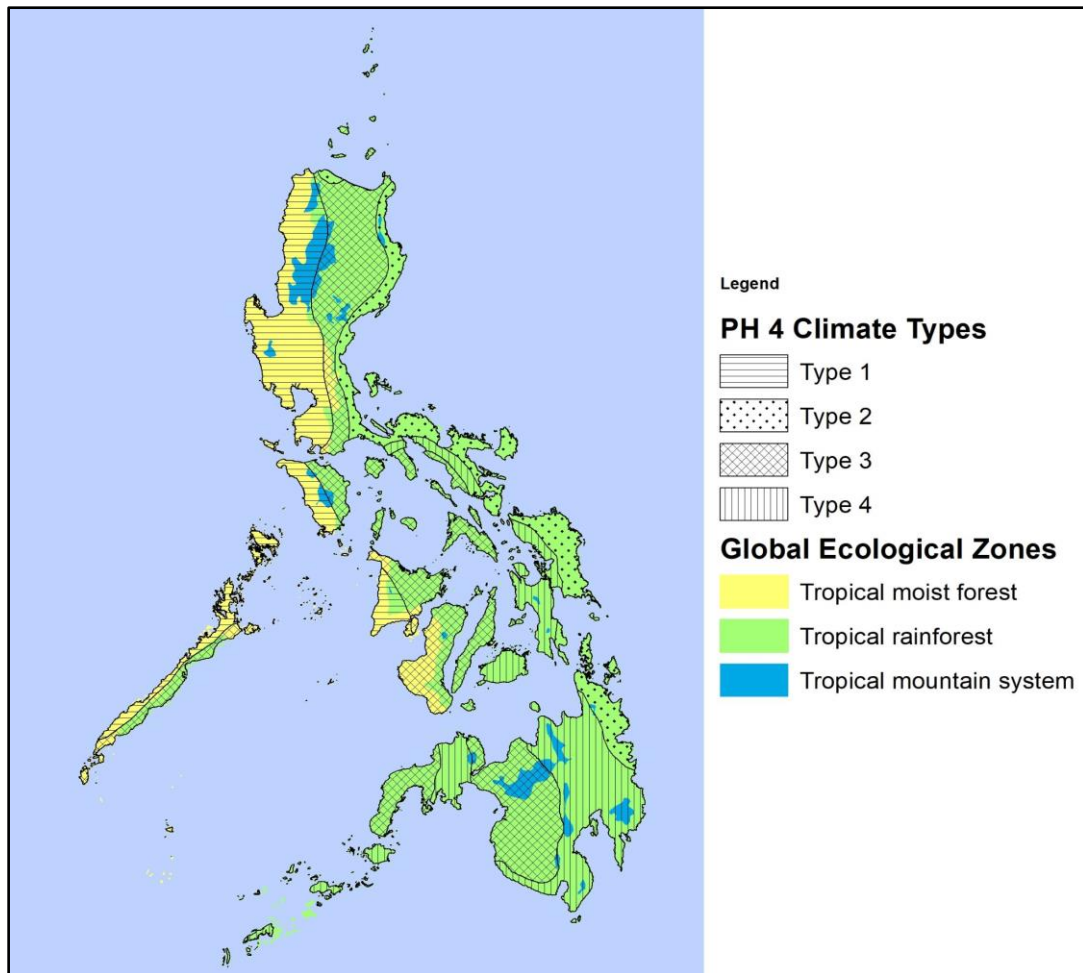 Legend
PH 4 Climate Types
Type 1
Type 2
Type 3
Type 4
Global Ecological Zones
Tropical moist forest
Tropical rainforest
Tropical mountain system